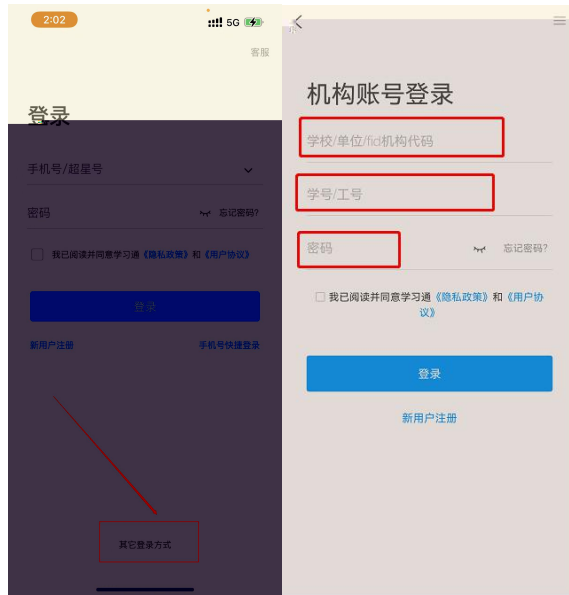 2:02
5G
客服
登录
手机号/超星号
密码
忘记密码?
我已阅读并同意学习通《隐私政策》和《用户协议》
登录
新用户注册
手机号快捷登录
其它登录方式
机构账号登录
学校/单位/fid机构代码
学号/工号
密码
忘记密码?
我已阅读并同意学习通《隐私政策》和《用户协
议》
登录
新用户注册